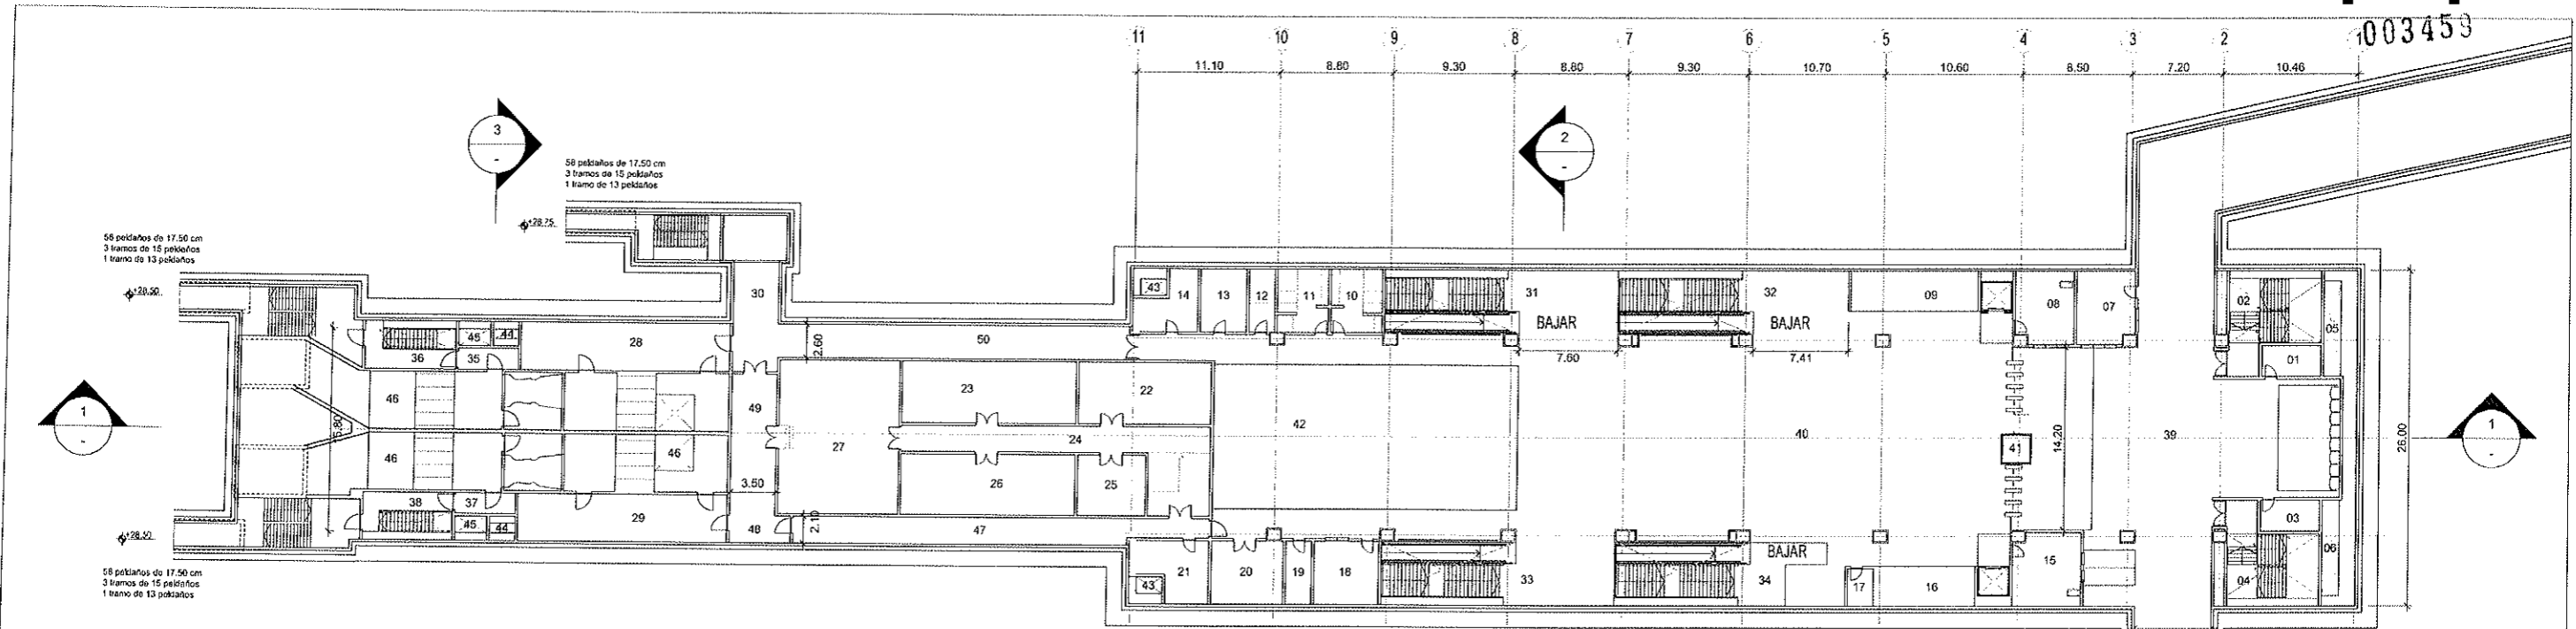 003459
11 10 9 8 7 6 5 4 3 2 1
11.10 8.80 9.30 8.80 9.30 10.70 10.60 8.50 7.20 10.46
3
-
2
-
58 peldaños de 17.50 cm
3 tramos de 15 peldaños
1 tramo de 13 peldaños
+28.75
58 peldaños de 17.50 cm
3 tramos de 15 peldaños
1 tramo de 13 peldaños
+28.50
30
43 14 13 12 11 10 31 32 09 08 07 02 05
BAJAR BAJAR
45 44 28 2.60 50
36 35 7.60 7.41 01
23 22
46 49
1
-
42 24 40 14.20 39 26.00
27 41
46 46
1
-
3.50 26 25
38 37 29 48 2.10 47 03
45 44
+28.50
BAJAR
43 21 20 19 18 33 34 17 16 15 04 06
58 peldaños de 17.50 cm
3 tramos de 15 peldaños
1 tramo de 13 peldaños